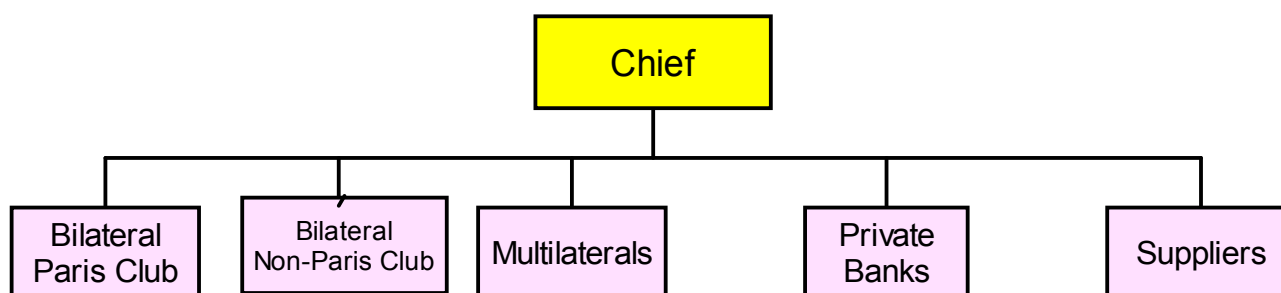 Chief
Bilateral
Paris Club
Bilateral
Non-Paris Club
Multilaterals
Private
Banks
Suppliers